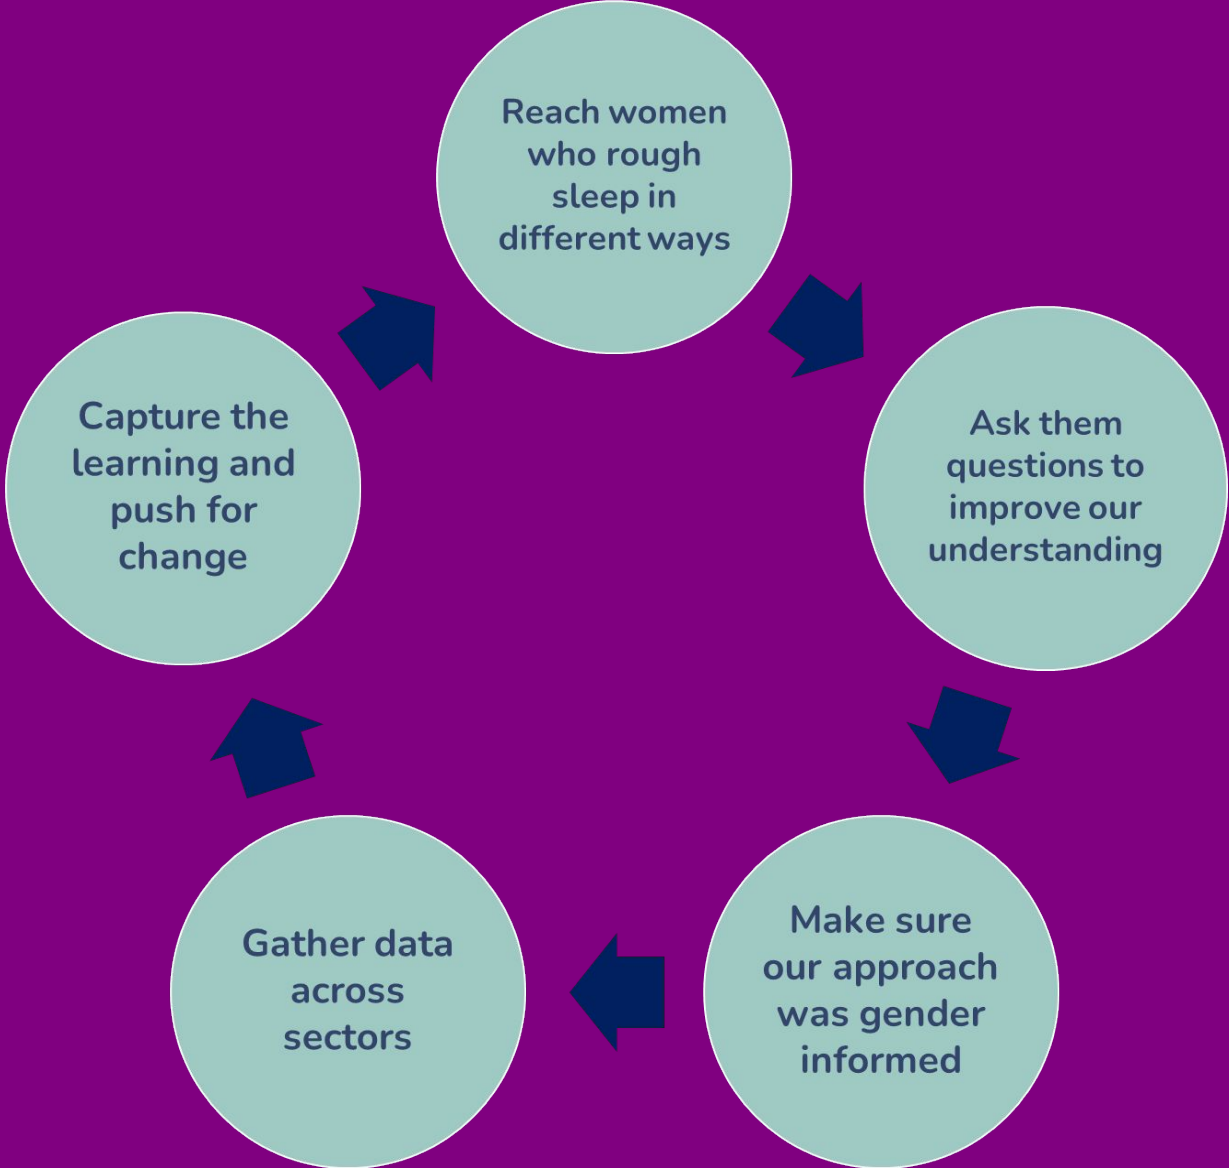 Reach women
who rough
sleep in
different ways
Ask them
questions to
improve our
understanding
Make sure
our approach
was gender
informed
Gather data
across
sectors
Capture the
learning and
push for
change